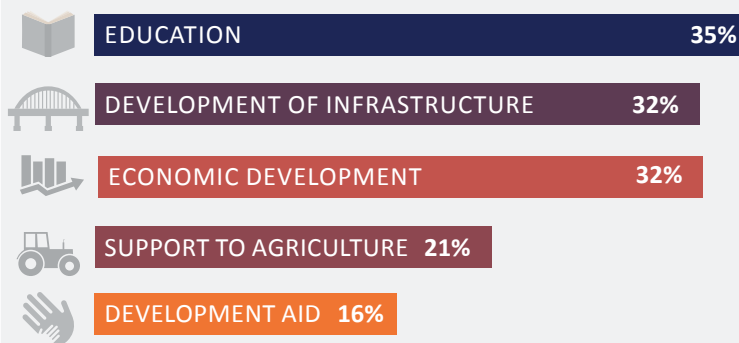 EDUCATION 35%
DEVELOPMENT OF INFRASTRUCTURE 32%
ECONOMIC DEVELOPMENT 32%
SUPPORT TO AGRICULTURE 21%
DEVELOPMENT AID 16%